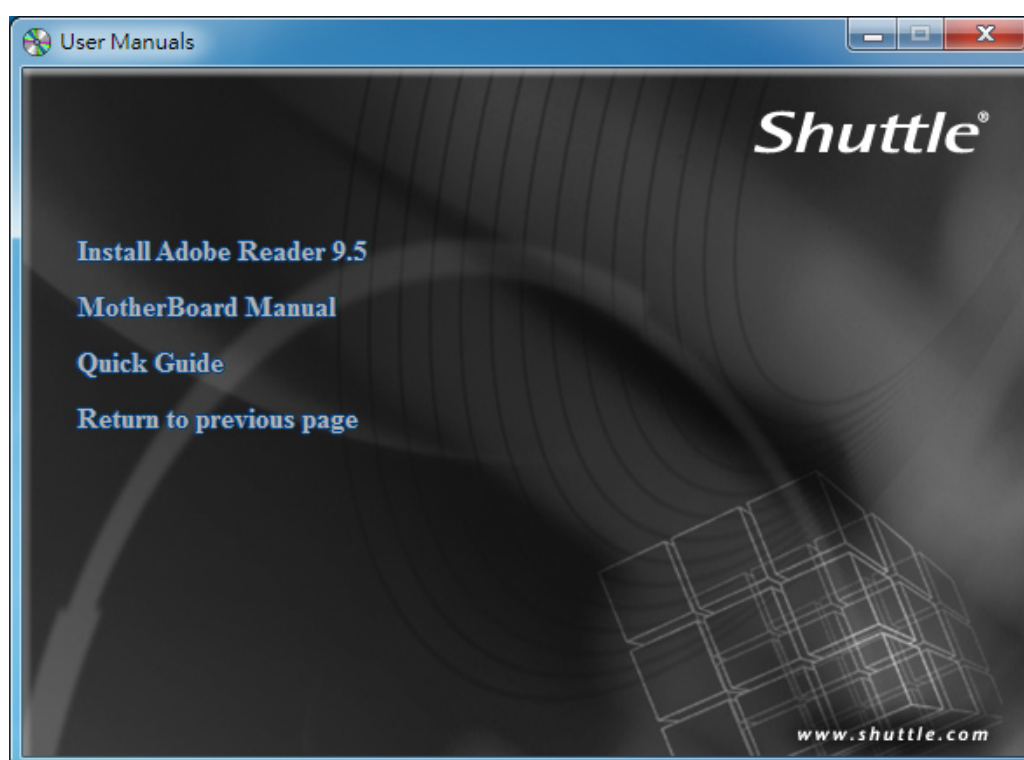 User Manuals
Shuttle®
Install Adobe Reader 9.5
MotherBoard Manual
Quick Guide
Return to previous page
www.shuttle.com